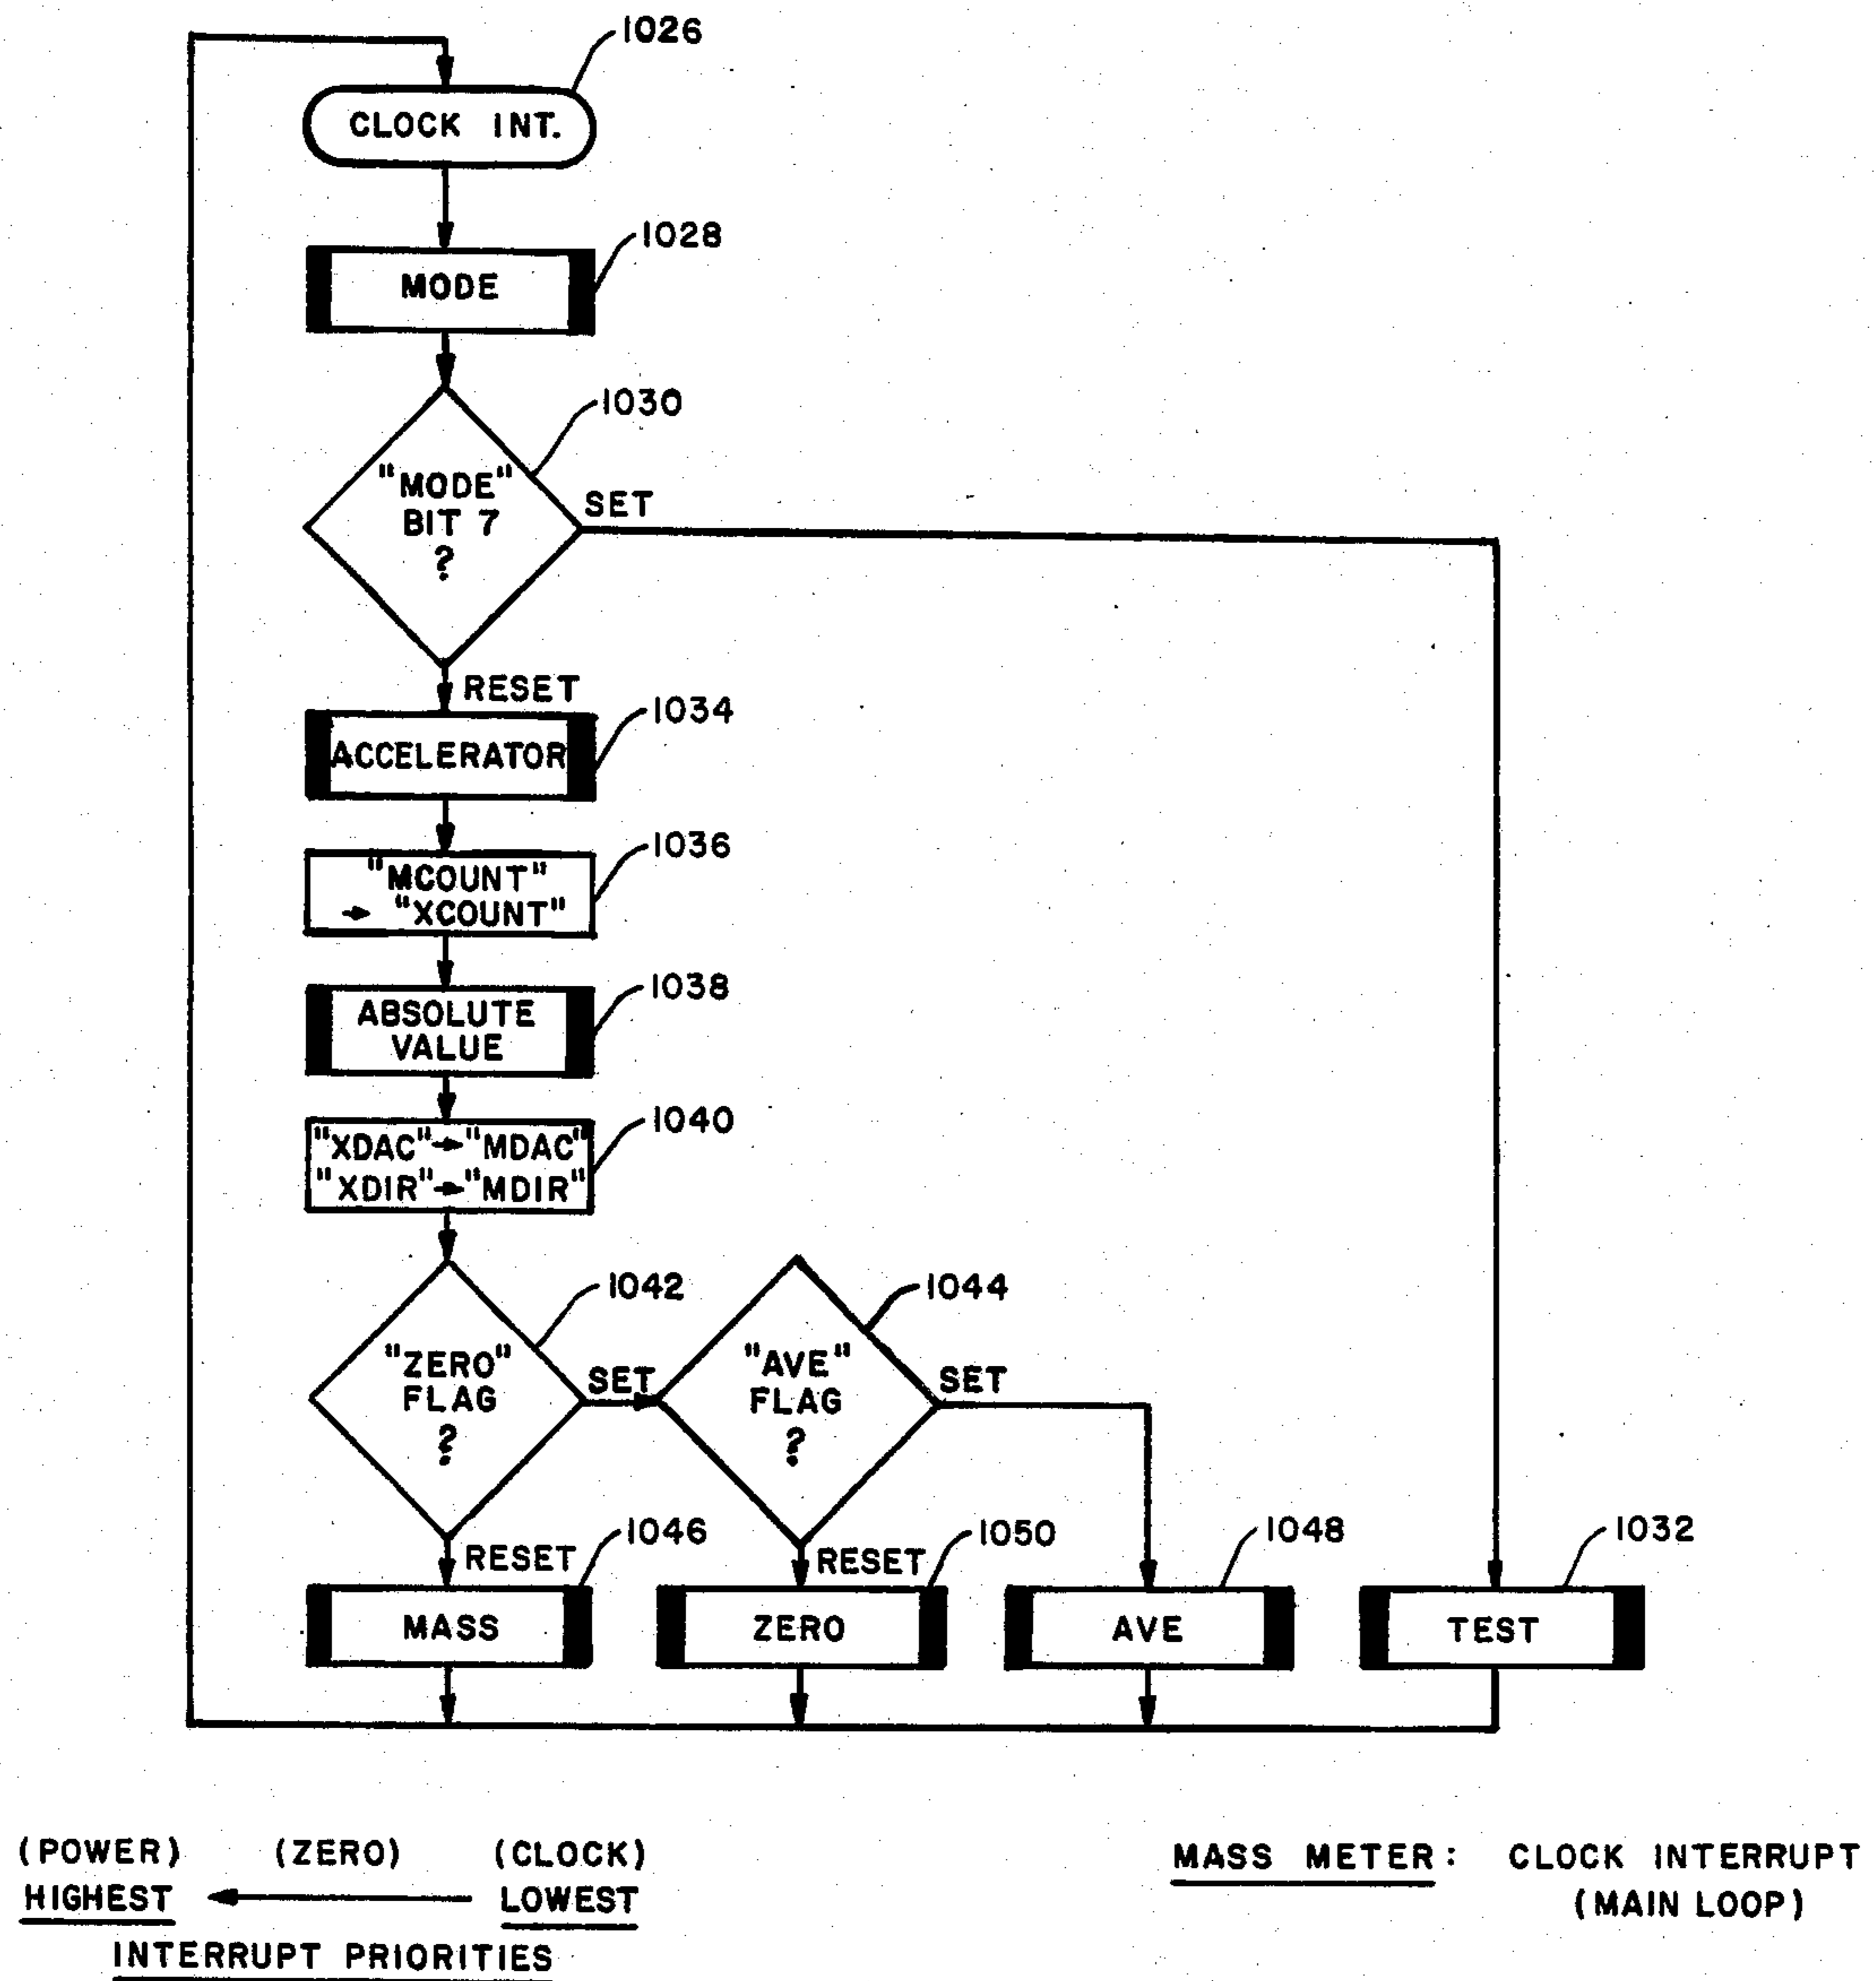 1026
CLOCK INT.
1028
MODE
1030
"MODE"
BIT 7
?
SET
RESET
1034
ACCELERATOR
1036
"MCOUNT"
→ "XCOUNT"
1038
ABSOLUTE
VALUE
1040
"XDAC"→"MDAC"
"XDIR"→"MDIR"
1042
"ZERO"
FLAG
?
SET
1044
"AVE"
FLAG
?
SET
RESET
1046
MASS
RESET
1050
ZERO
1048
AVE
1032
TEST
(POWER) (ZERO) (CLOCK)
HIGHEST ← LOWEST
INTERRUPT PRIORITIES
MASS METER: CLOCK INTERRUPT
(MAIN LOOP)